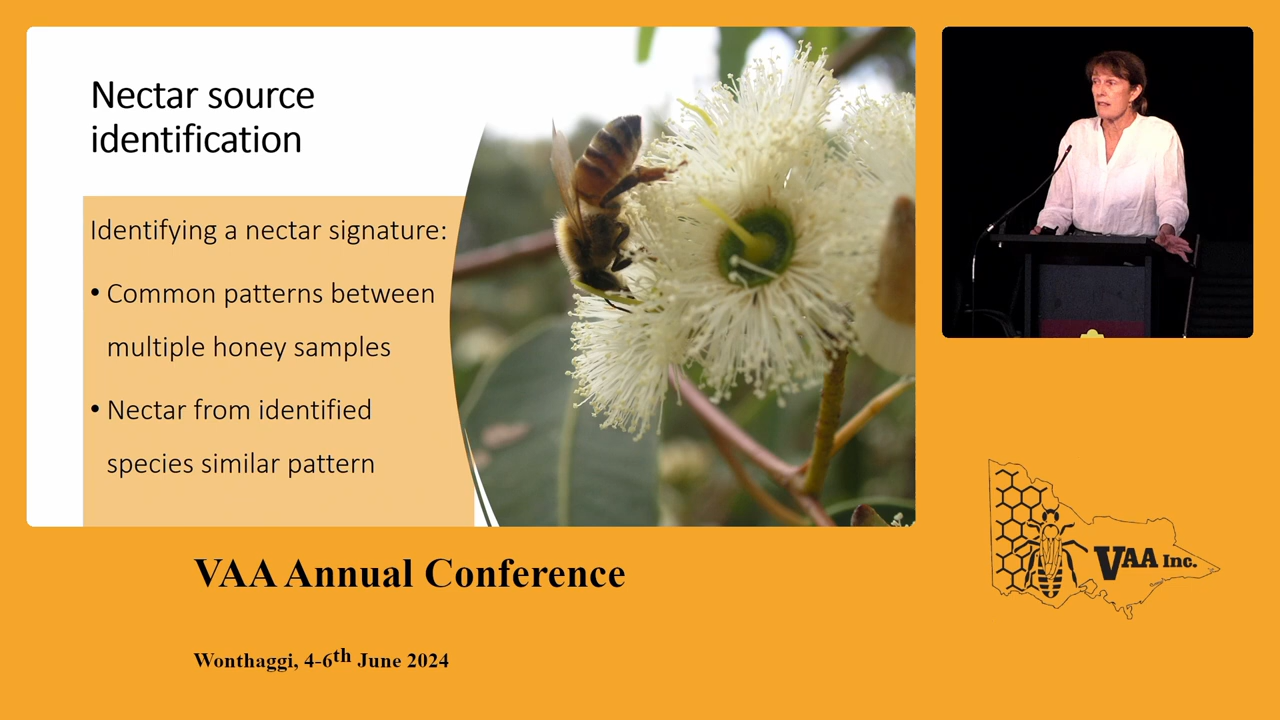 Nectar source
identification
Identifying a nectar signature:
• Common patterns between
multiple honey samples
• Nectar from identified
species similar pattern
VAA Annual Conference
Wonthaggi, 4-6th June 2024
VAA Inc.